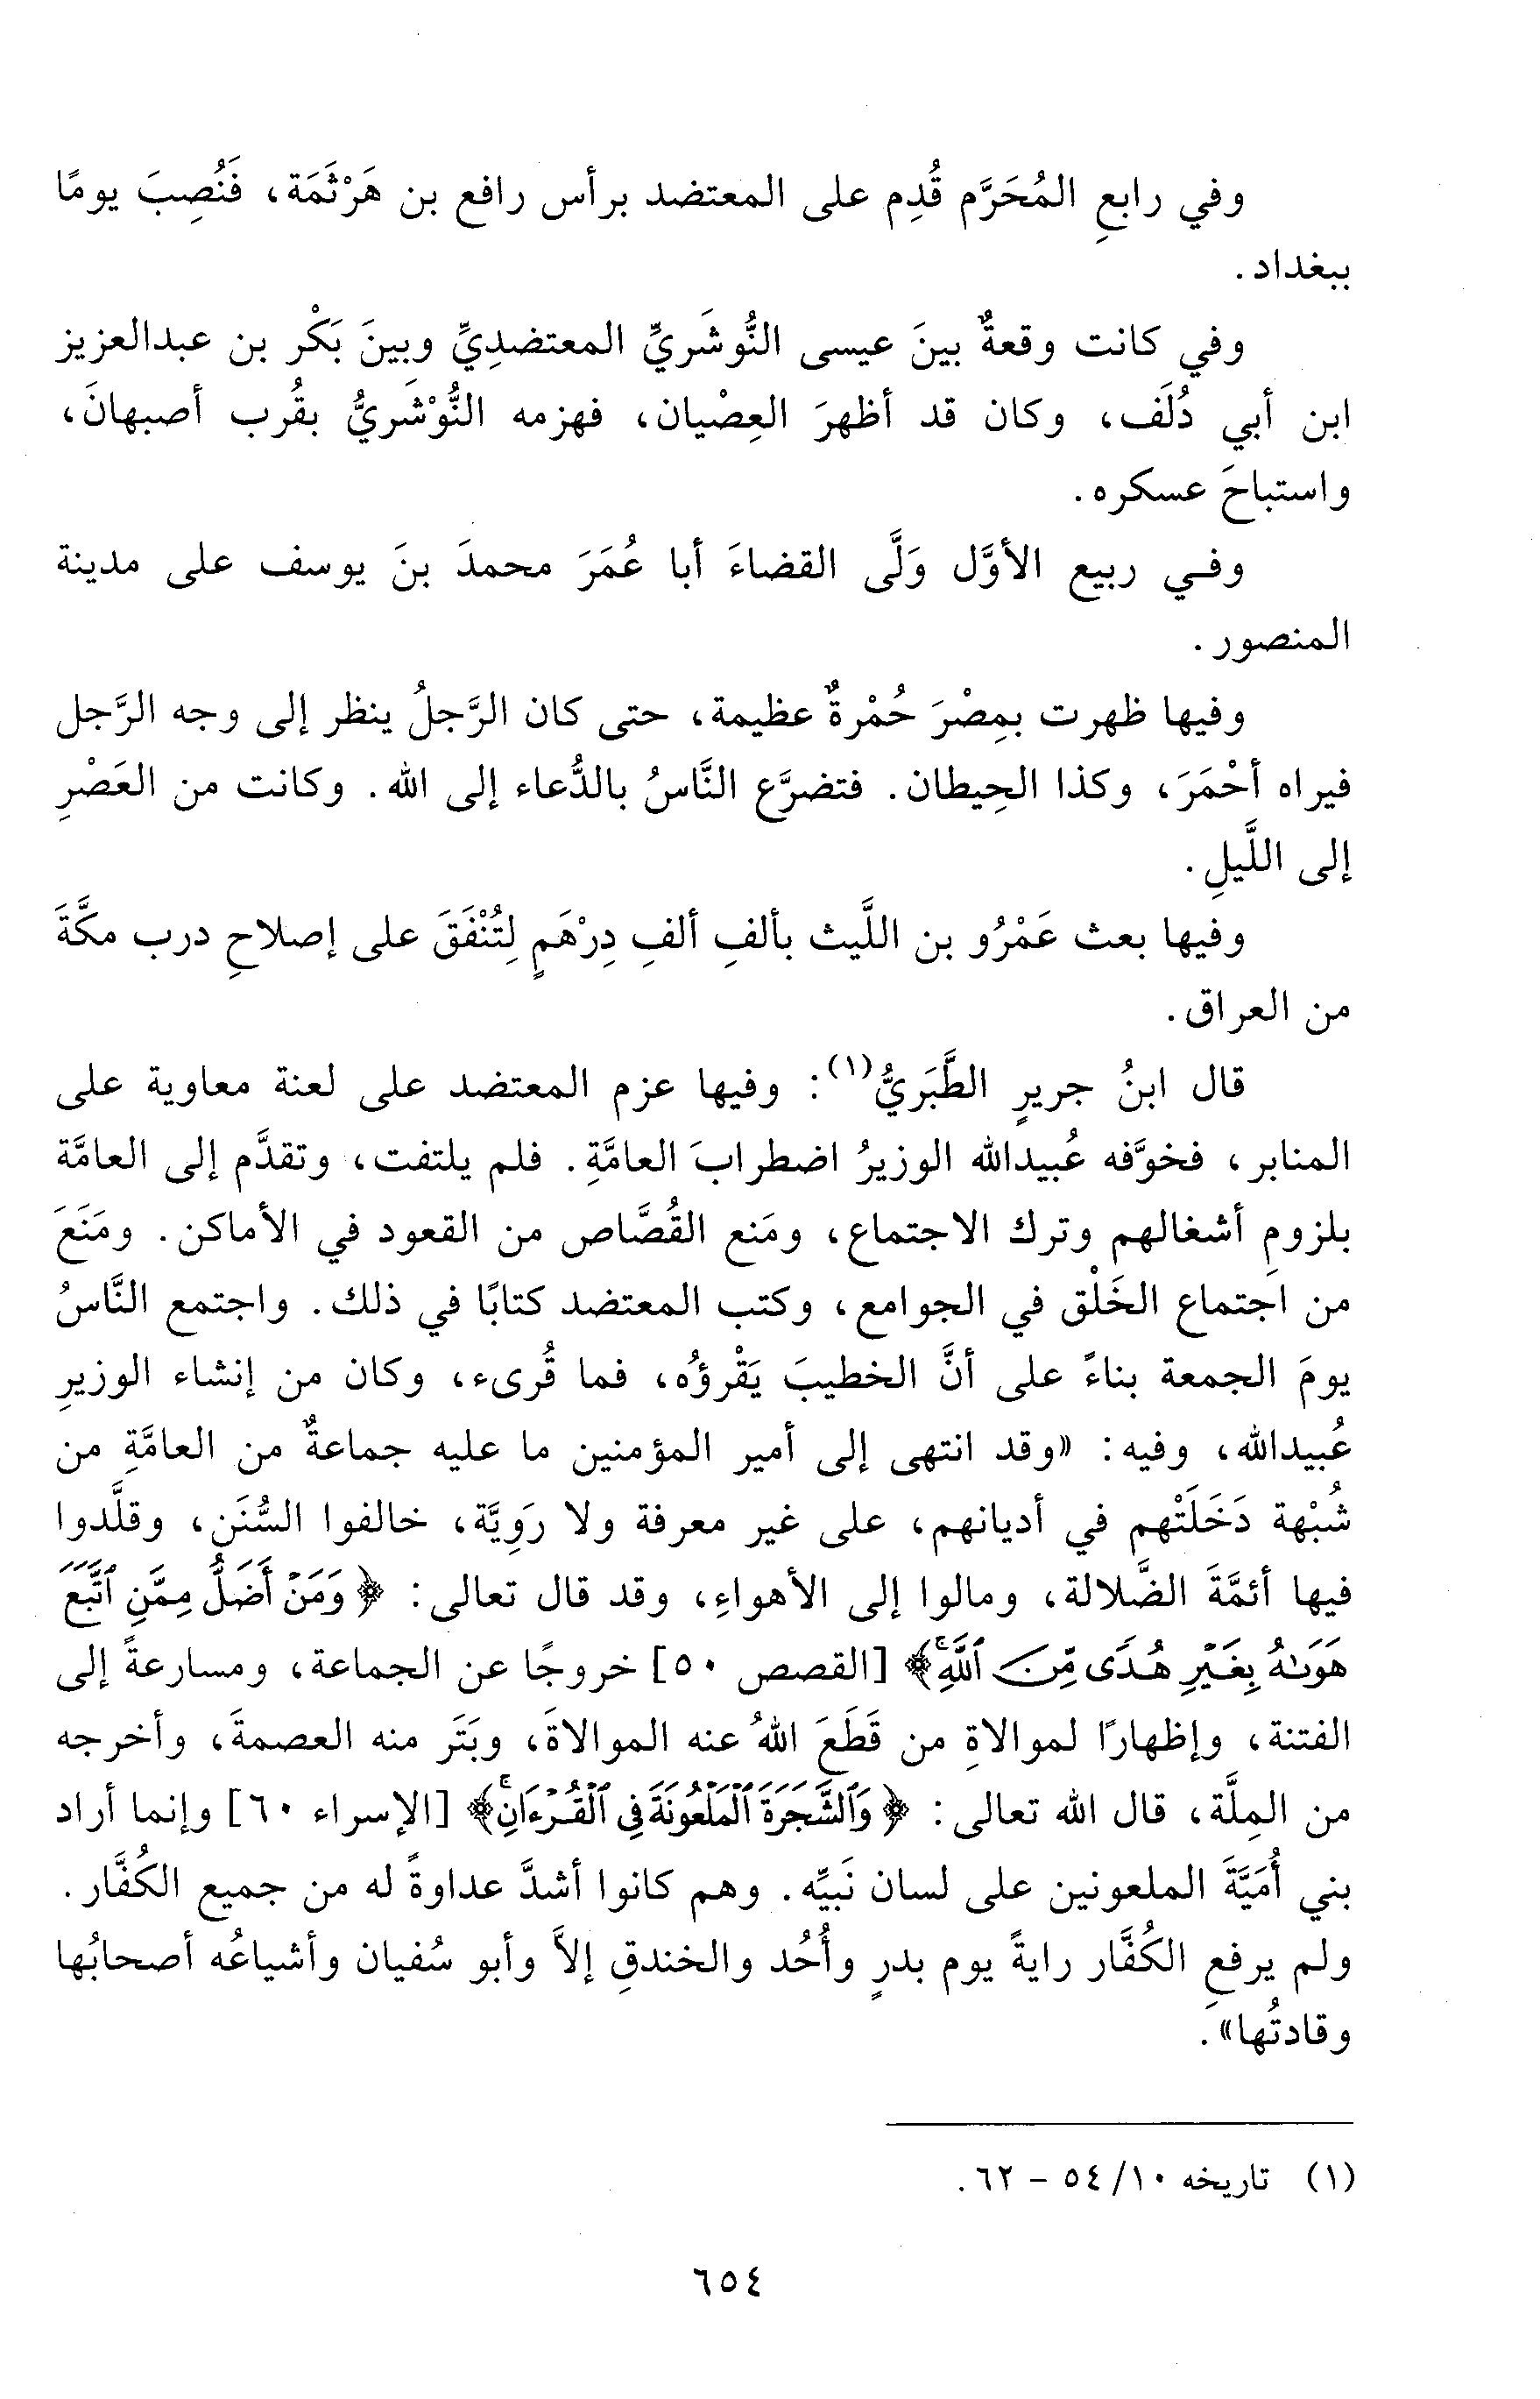 وفي رابعِ المُحَرَّم قُدِم على المعتضد برأس رافع بن هَرْثَمَة، فَنُصِبَ يومًا
ببغداد.
وفي كانت وقعةٌ بينَ عيسى النُّوشَريِّ المعتضدِيِّ وبينَ بَكْر بن عبدالعزيز
ابن أبي دُلَف، وكان قد أظهرَ العِصْيان، فهزمه النُّوْشَريُّ بقُرب أصبهانَ،
واستباحَ عسكره.
وفي ربيع الأوَّل وَلَّى القضاءَ أبا عُمَرَ محمدَ بنَ يوسف على مدينة
المنصور.
وفيها ظهرت بمِصْرَ حُمْرةٌ عظيمة، حتى كان الرَّجلُ ينظر إلى وجه الرَّجل
فيراه أحْمَرَ، وكذا الحِيطان. فتضرَّع النَّاسُ بالدُّعاء إلى الله. وكانت من العَصْرِ
إلى اللَّيلِ.
وفيها بعث عَمْرُو بن اللَّيث بألفِ ألفِ دِرْهَمٍ لِتُنْفَقَ على إصلاحِ درب مكَّةَ
من العراق.
قال ابنُ جريرٍ الطَّبَريُّ(١): وفيها عزم المعتضد على لعنة معاوية على
المنابر، فخوَّفه عُبيدالله الوزيرُ اضطرابَ العامَّةِ. فلم يلتفت، وتقدَّم إلى العامَّة
بلزومِ أشغالهم وترك الاجتماع، ومَنع القُصَّاص من القعود في الأماكن. ومَنَعَ
من اجتماع الخَلْق في الجوامع، وكتب المعتضد كتابًا في ذلك. واجتمع النَّاسُ
يومَ الجمعة بناءً على أنَّ الخطيبَ يَقْرؤُه، فما قُرىء، وكان من إنشاء الوزيرِ
عُبيدالله، وفيه: «وقد انتهى إلى أمير المؤمنين ما عليه جماعةٌ من العامَّةِ من
شُبْهة دَخَلَتْهم في أديانهم، على غير معرفة ولا رَوِيَّة، خالفوا السُّنَن، وقلَّدوا
فيها أئمَّةَ الضَّلالة، ومالوا إلى الأهواءِ، وقد قال تعالى: ﴿وَمَنْ أَضَلُّ مِمَّنِ ٱتَّبَعَ
هَوَىٰهُ بِغَيْرِ هُدًى مِّنَ ٱللَّهِۚ﴾ [القصص ٥٠] خروجًا عن الجماعة، ومسارعةً إلى
الفتنة، وإظهارًا لموالاةِ من قَطَعَ اللهُ عنه الموالاةَ، وبَتَر منه العصمةَ، وأخرجه
من المِلَّة، قال الله تعالى: ﴿وَٱلشَّجَرَةَ ٱلْمَلْعُونَةَ فِي ٱلْقُرْءَانِۚ﴾ [الإسراء ٦٠] وإنما أراد
بني أُمَيَّةَ الملعونين على لسان نَبيِّه. وهم كانوا أشدَّ عداوةً له من جميع الكُفَّار.
ولم يرفعِ الكُفَّار رايةً يوم بدرٍ وأُحُد والخندقِ إلاَّ وأبو سُفيان وأشياعُه أصحابُها
وقادتُها».
(١) تاريخه ١٠/ ٥٤ - ٦٢.
٦٥٤